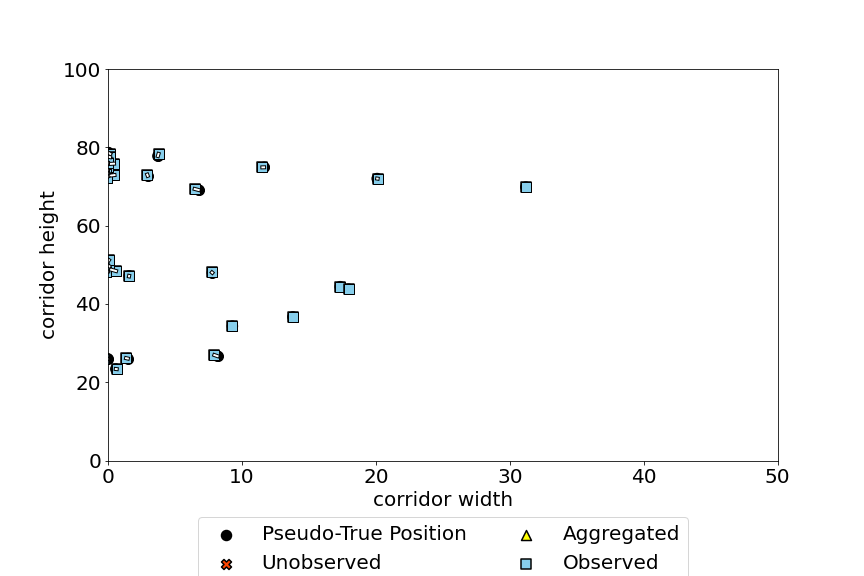 100
80
60
40
20
0
corridor height
0 10 20 30 40 50
corridor width
Pseudo-True Position Aggregated
Unobserved Observed